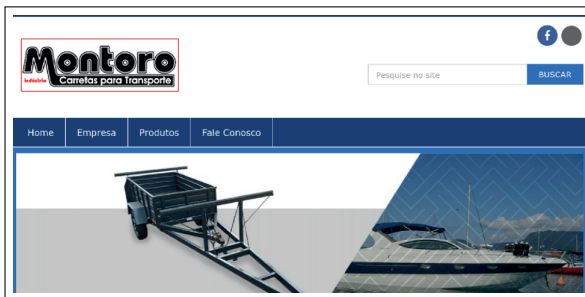 f
Montoro
Indústria Carretas para Transporte
Pesquise no site
BUSCAR
Home
Empresa
Produtos
Fale Conosco